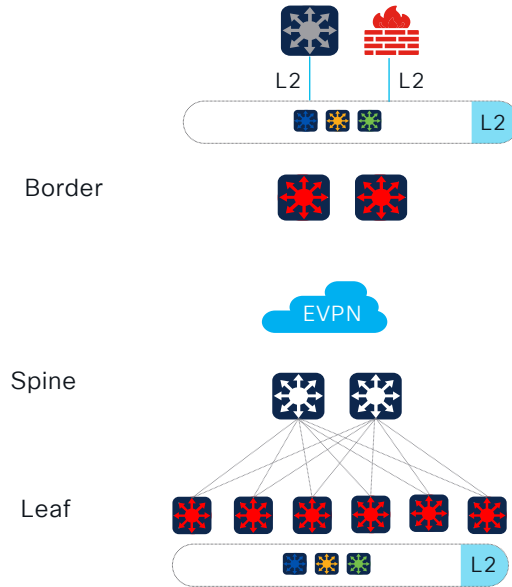 L2 L2
L2
Border
EVPN
Spine
Leaf
L2